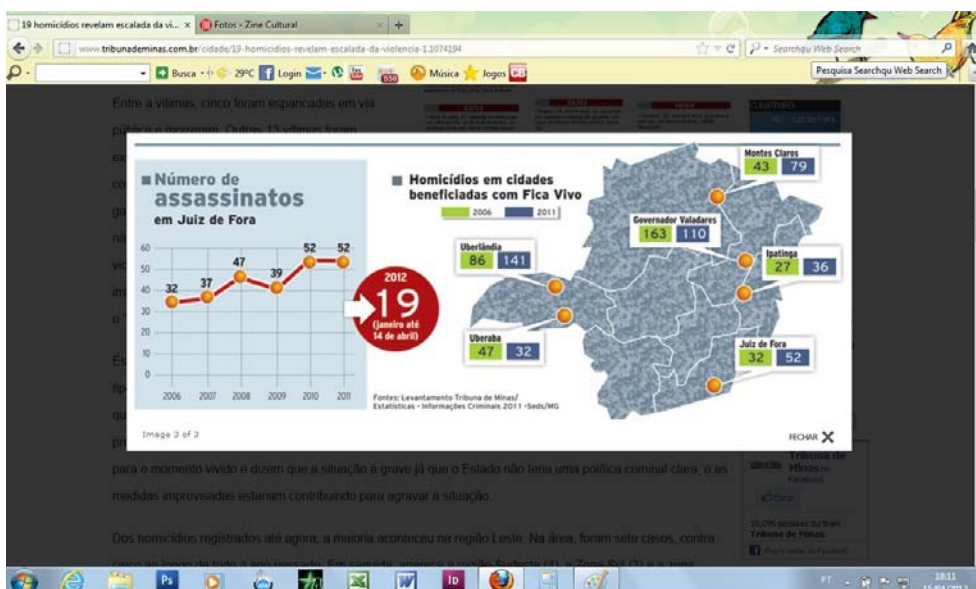 19 homicídios revelam escalada da vi... ×
Fotos - Zine Cultural × +
www.tribunademinas.com.br/cidade/19-homicidios-revelam-escalada-da-violencia-1.1074194
Searchqu Web Search
Busca 29ºC Login 550 Música Jogos
Pesquisa Searchqu Web Search
Entre a vítimas, cinco foram espancadas em via
pública e morreram. Outras 13 vítimas foram
Número de
assassinatos
em Juiz de Fora
60
50
40
30
20
10
0
32 37 47 39 52 52
2006 2007 2008 2009 2010 2011
2012
19
(janeiro até
14 de abril)
Homicídios em cidades
beneficiadas com Fica Vivo
2006 2011
Montes Claros
43 79
Governador Valadares
163 110
Uberlândia
86 141
Ipatinga
27 36
Uberaba
47 32
Juiz de Fora
32 52
Fontes: Levantamento Tribuna de Minas/
Estatísticas - Informações Criminais 2011 -Seds/MG
Image 3 of 3
FECHAR X
para o momento vivido e dizem que a situação é grave já que o Estado não teria uma política criminal clara, e as
medidas improvisadas estariam contribuindo para agravar a situação.
Dos homicídios registrados até agora, a maioria aconteceu na região Leste. Na área, foram sete casos, contra
Tribuna de
Minas no
Facebook
Curtir
Tribuna de Minas
Ps
ID
PT
18:11
15/04/2012